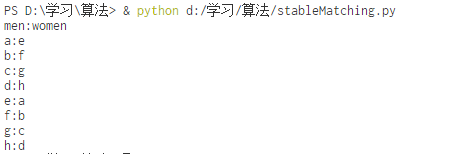 PS D:\学习\算法> & python d:/学习/算法/stableMatching.py
men:women
a:e
b:f
c:g
d:h
e:a
f:b
g:c
h:d